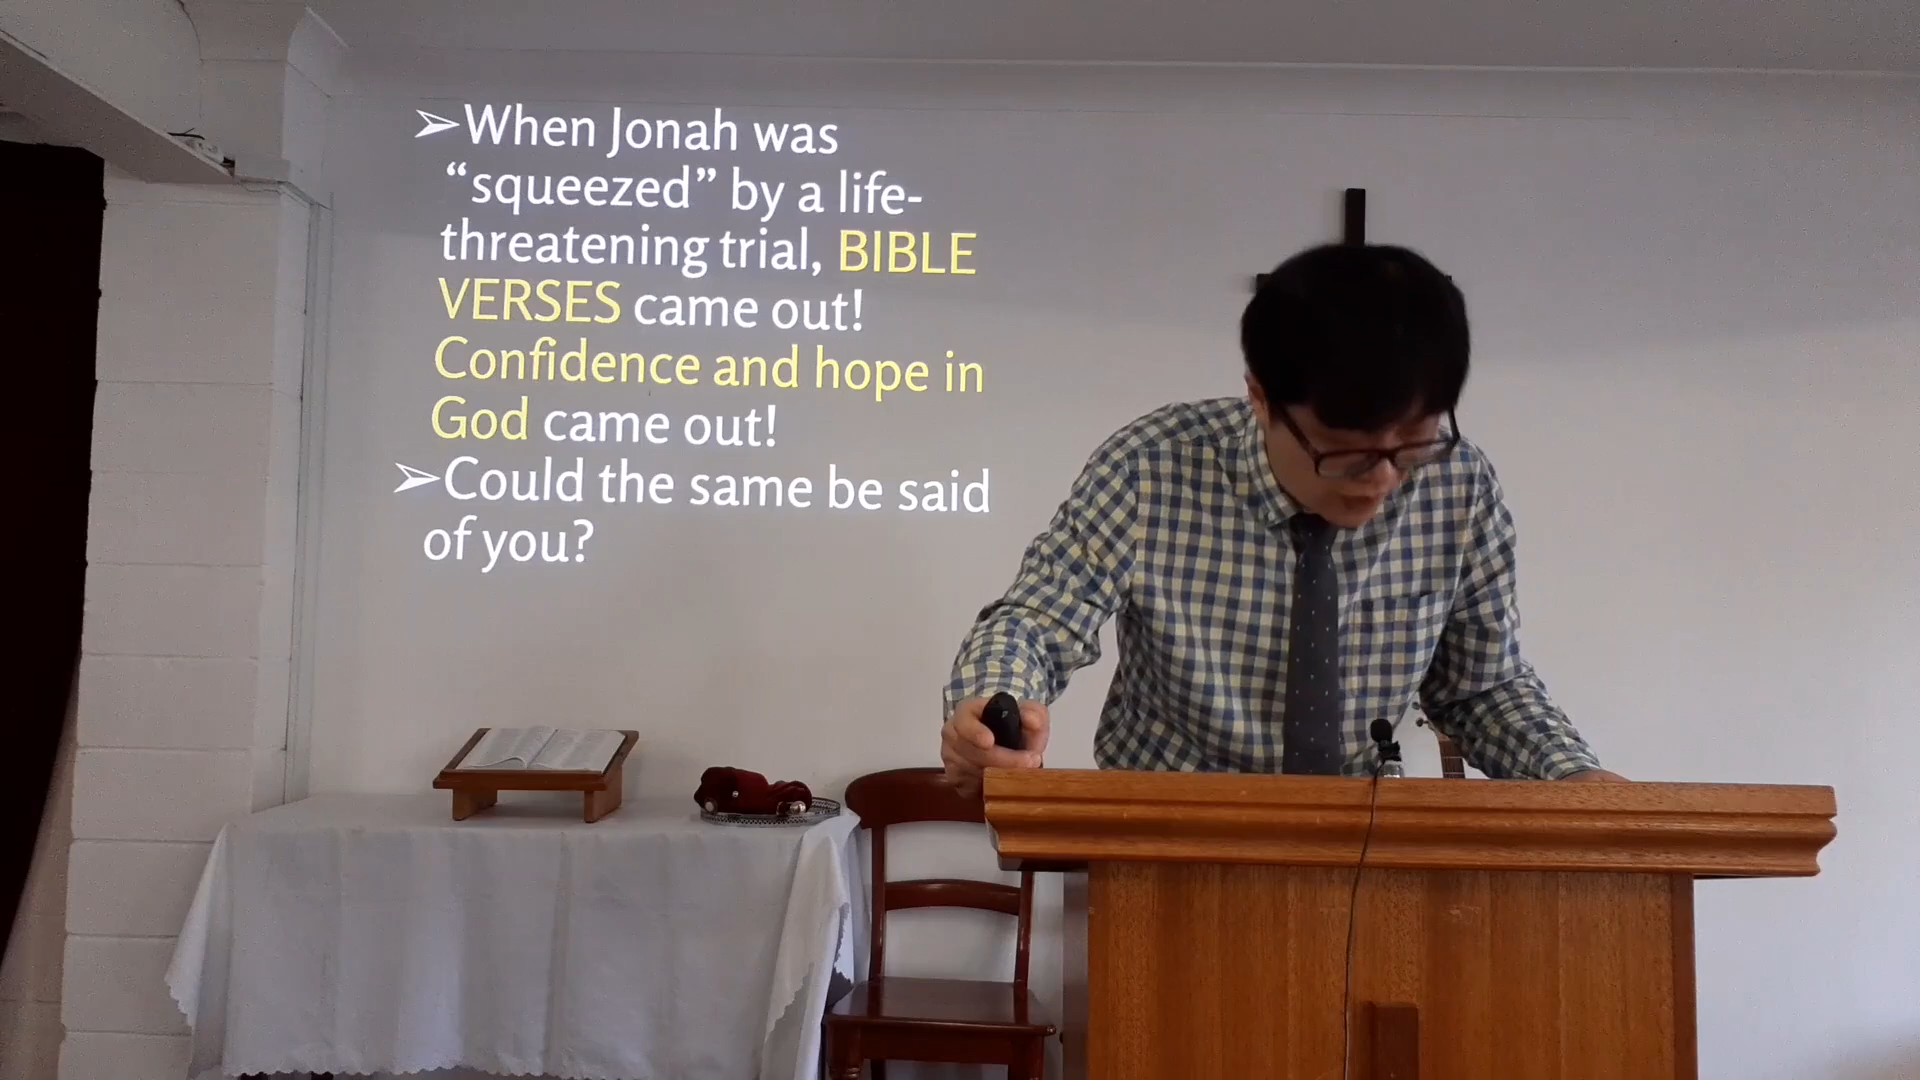 ➢When Jonah was
“squeezed” by a life-
threatening trial, BIBLE
VERSES came out!
Confidence and hope in
God came out!
➢Could the same be said
of you?